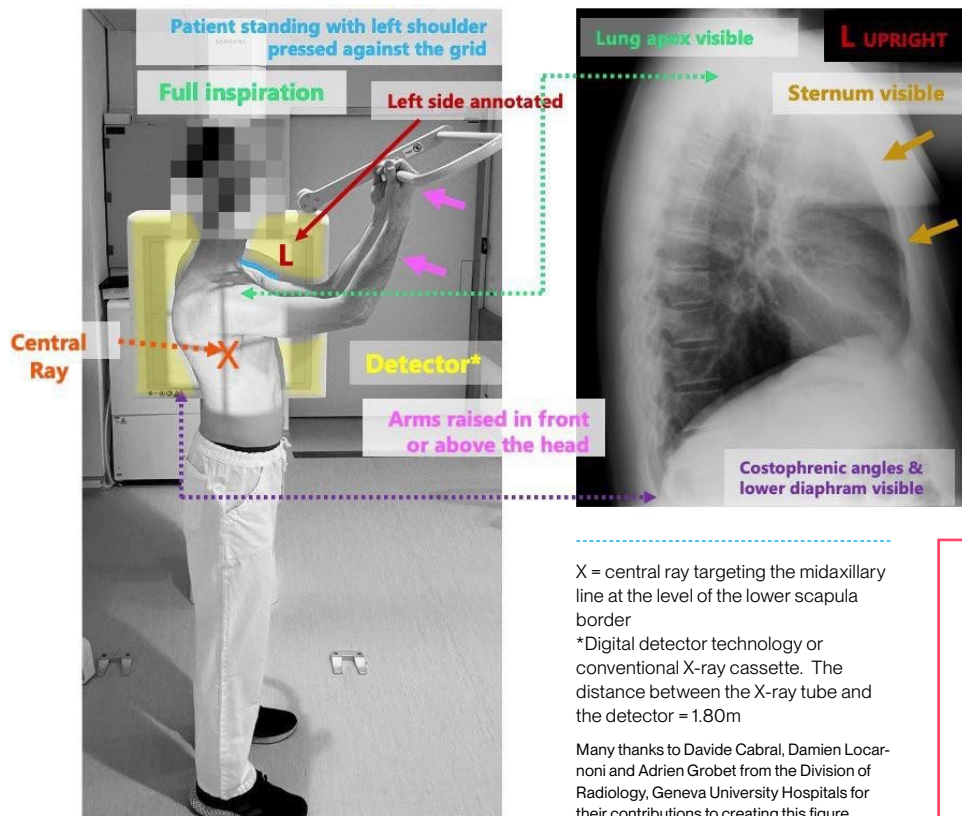 Patient standing with left shoulder
pressed against the grid
Full inspiration
Left side annotated
L
Central
Ray
X
Detector*
Arms raised in front
or above the head
Lung apex visible
L UPRIGHT
Sternum visible
Costophrenic angles &
lower diaphram visible
X = central ray targeting the midaxillary
line at the level of the lower scapula
border
*Digital detector technology or
conventional X-ray cassette. The
distance between the X-ray tube and
the detector = 1.80m
Many thanks to Davide Cabral, Damien Locar-
noni and Adrien Grobet from the Division of
Radiology, Geneva University Hospitals for
their contributions to creating this figure